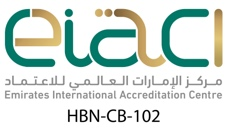 eiac
مركز الإمارات العالمي للاعتماد
Emirates International Accreditation Centre
HBN-CB-102